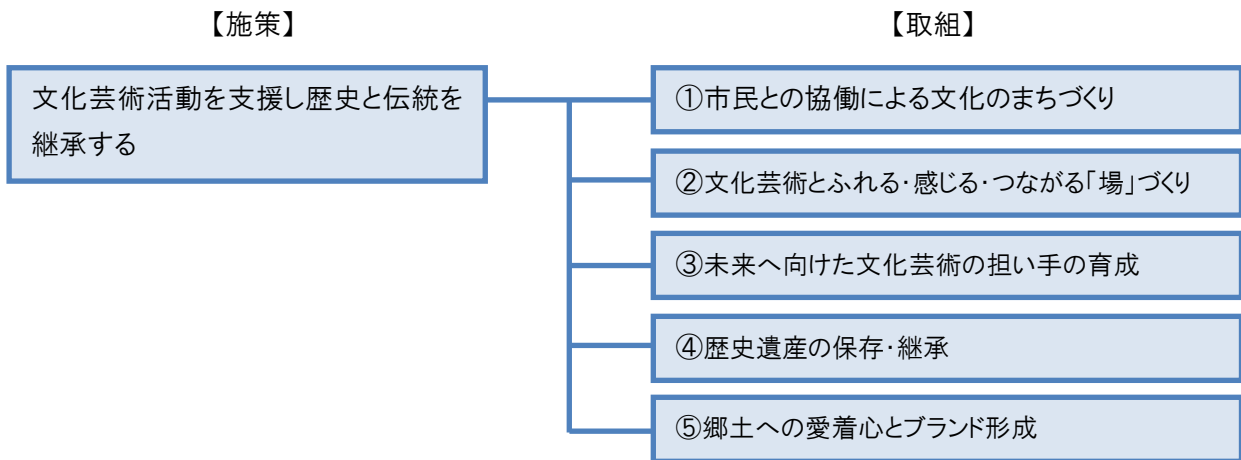 【施策】
【取組】
文化芸術活動を支援し歴史と伝統を
継承する
①市民との協働による文化のまちづくり
②文化芸術とふれる・感じる・つながる「場」づくり
③未来へ向けた文化芸術の担い手の育成
④歴史遺産の保存・継承
⑤郷土への愛着心とブランド形成